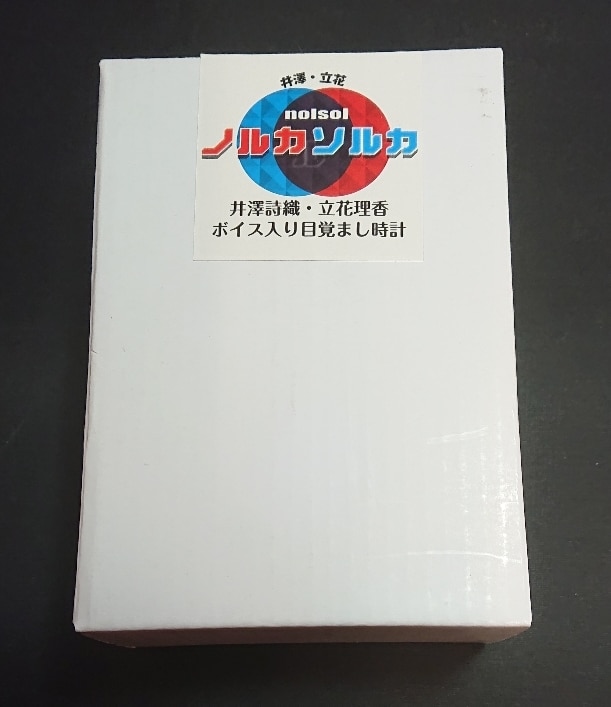 井澤・立花
nolsol
ノルカソルカ
井澤詩織・立花理香
ボイス入り目覚まし時計